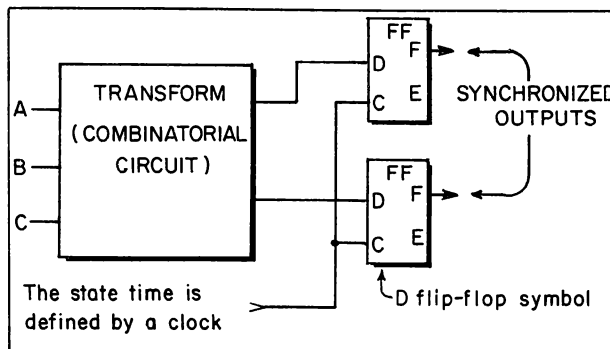 TRANSFORM
(COMBINATORIAL
CIRCUIT)
A
B
C
FF
F
D
C
E
SYNCHRONIZED
OUTPUTS
FF
F
D
C
E
The state time is
defined by a clock
D flip-flop symbol